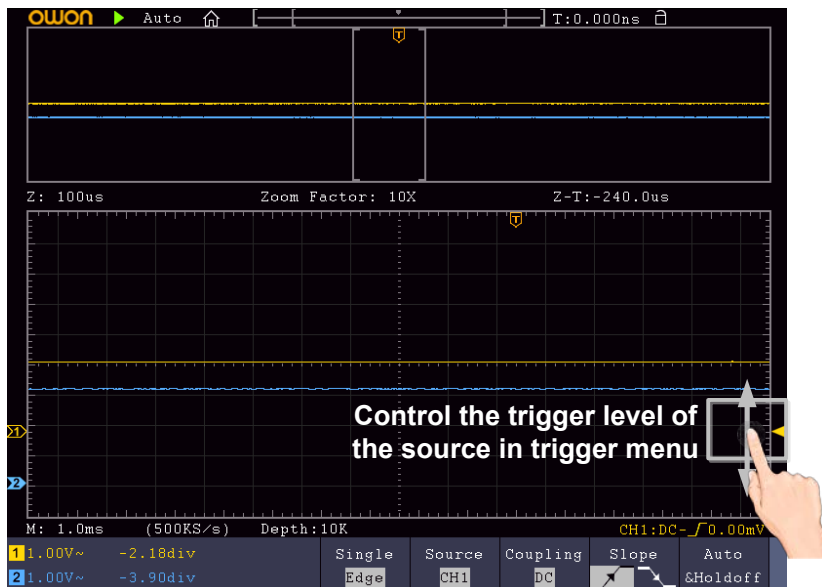 OWON Auto T:0.000ns
T
Z: 100us Zoom Factor: 10X Z-T:-240.0us
T
Control the trigger level of
the source in trigger menu
1
2
M: 1.0ms (500KS/s) Depth:10K CH1:DC-0.00mV
1 1.00V~ -2.18div Single Source Coupling Slope Auto
2 1.00V~ -3.90div Edge CH1 DC &Holdoff